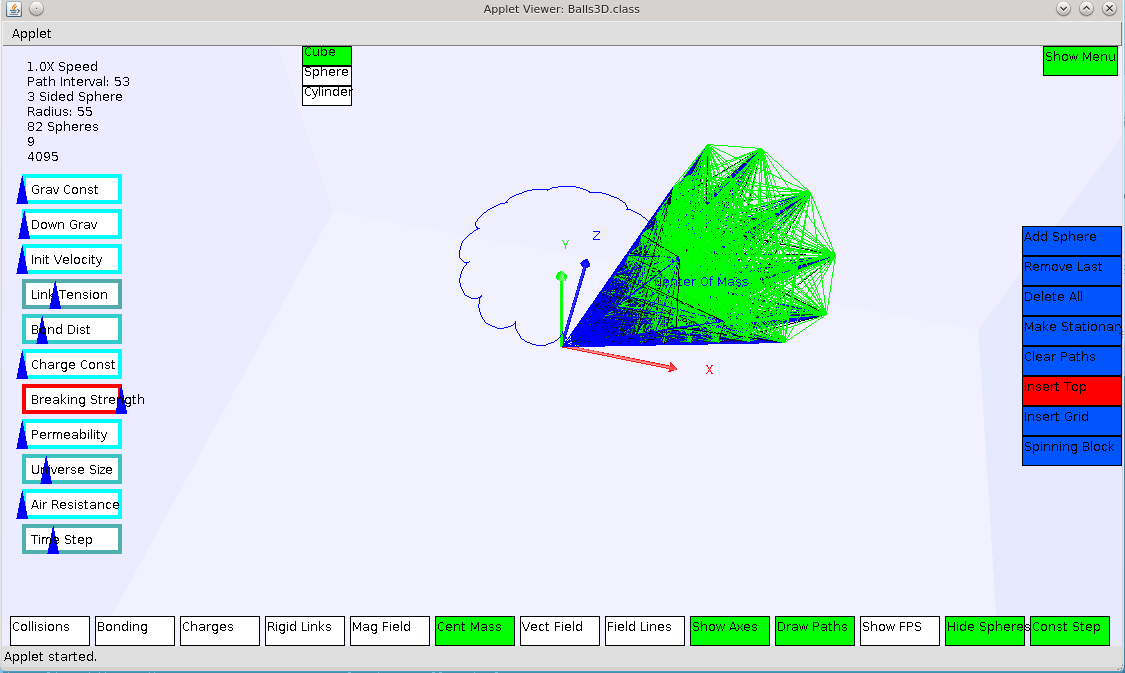 Applet Viewer: Balls3D.class
Applet
1.0X Speed
Path Interval: 53
3 Sided Sphere
Radius: 55
82 Spheres
9
4095
Cube
Sphere
Cylinder
Show Menu
Grav Const
Down Grav
Init Velocity
Link Tension
Bond Dist
Charge Const
Breaking Strength
Permeability
Universe Size
Air Resistance
Time Step
Y
Z
X
Center Of Mass
Add Sphere
Remove Last
Delete All
Make Stationary
Clear Paths
Insert Top
Insert Grid
Spinning Block
Collisions
Bonding
Charges
Rigid Links
Mag Field
Cent Mass
Vect Field
Field Lines
Show Axes
Draw Paths
Show FPS
Hide Spheres
Const Step
Applet started.